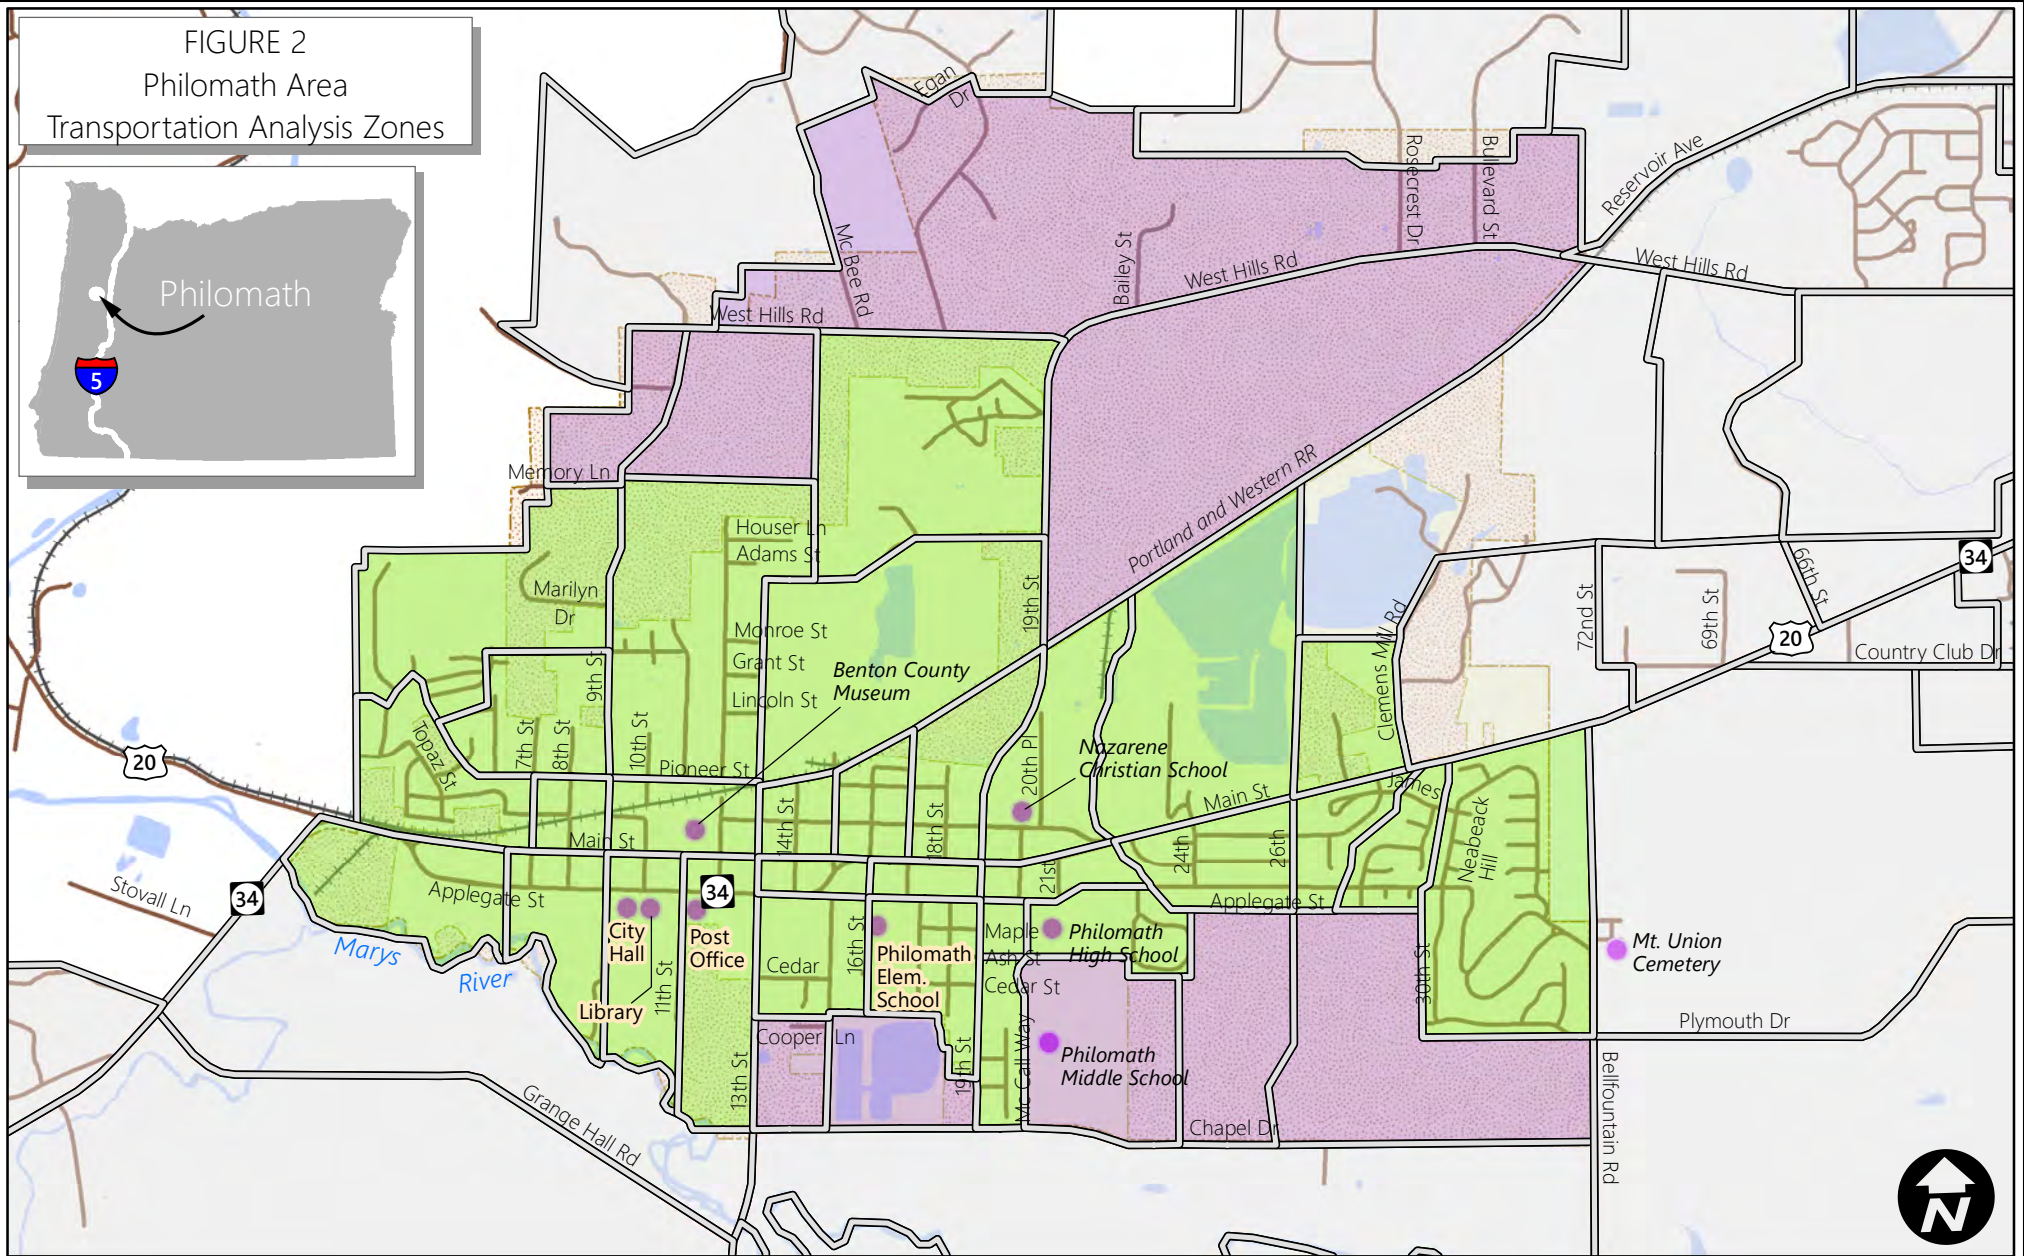 FIGURE 2
Philomath Area
Transportation Analysis Zones
Philomath
5
Egan
Dr
Rosecrest Dr
Bullevard St
Reservoir Ave
Mc Bee Rd
Bailey St
West Hills Rd
West Hills Rd
West Hills Rd
Memory Ln
Portland and Western RR
Houser Ln
Adams St
Marilyn
Dr
19th St
Monroe St
Grant St
Lincoln St
Benton County
Museum
9th St
Clemens Mill Rd
72nd St
69th St
66th St
34
20
Country Club Dr
Topaz St
7th St
8th St
10th St
Pioneer St
20th Pl
Nazarene
Christian School
20
Main St
James
Main St
14th St
18th St
21st
24th
26th
Neabeack
Hill
Stovall Ln
34
Applegate St
34
Applegate St
Marys
River
City
Hall
Post
Office
Library
11th St
Cedar
16th St
Philomath
Elem.
School
Maple
Ash St
Cedar St
Philomath
High School
30th St
Mt. Union
Cemetery
Plymouth Dr
Cooper Ln
13th St
19th St
Mc Call Way
Philomath
Middle School
Chapel Dr
Grange Hall Rd
Bellfountain Rd
N